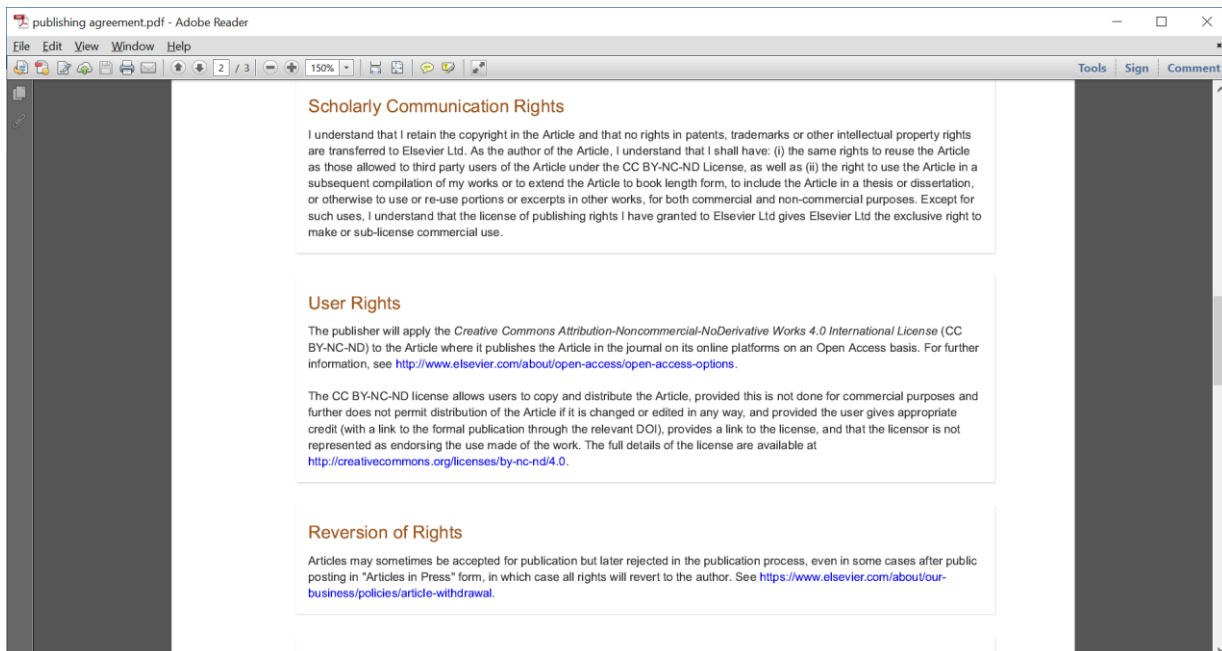 publishing agreement.pdf - Adobe Reader
File Edit View Window Help
2 / 3 150% Tools Sign Comment
Scholarly Communication Rights
I understand that I retain the copyright in the Article and that no rights in patents, trademarks or other intellectual property rights
are transferred to Elsevier Ltd. As the author of the Article, I understand that I shall have: (i) the same rights to reuse the Article
as those allowed to third party users of the Article under the CC BY-NC-ND License, as well as (ii) the right to use the Article in a
subsequent compilation of my works or to extend the Article to book length form, to include the Article in a thesis or dissertation,
or otherwise to use or re-use portions or excerpts in other works, for both commercial and non-commercial purposes. Except for
such uses, I understand that the license of publishing rights I have granted to Elsevier Ltd gives Elsevier Ltd the exclusive right to
make or sub-license commercial use.
User Rights
The publisher will apply the Creative Commons Attribution-Noncommercial-NoDerivative Works 4.0 International License (CC
BY-NC-ND) to the Article where it publishes the Article in the journal on its online platforms on an Open Access basis. For further
information, see http://www.elsevier.com/about/open-access/open-access-options.
The CC BY-NC-ND license allows users to copy and distribute the Article, provided this is not done for commercial purposes and
further does not permit distribution of the Article if it is changed or edited in any way, and provided the user gives appropriate
credit (with a link to the formal publication through the relevant DOI), provides a link to the license, and that the licensor is not
represented as endorsing the use made of the work. The full details of the license are available at
http://creativecommons.org/licenses/by-nc-nd/4.0.
Reversion of Rights
Articles may sometimes be accepted for publication but later rejected in the publication process, even in some cases after public
posting in "Articles in Press" form, in which case all rights will revert to the author. See https://www.elsevier.com/about/our-
business/policies/article-withdrawal.